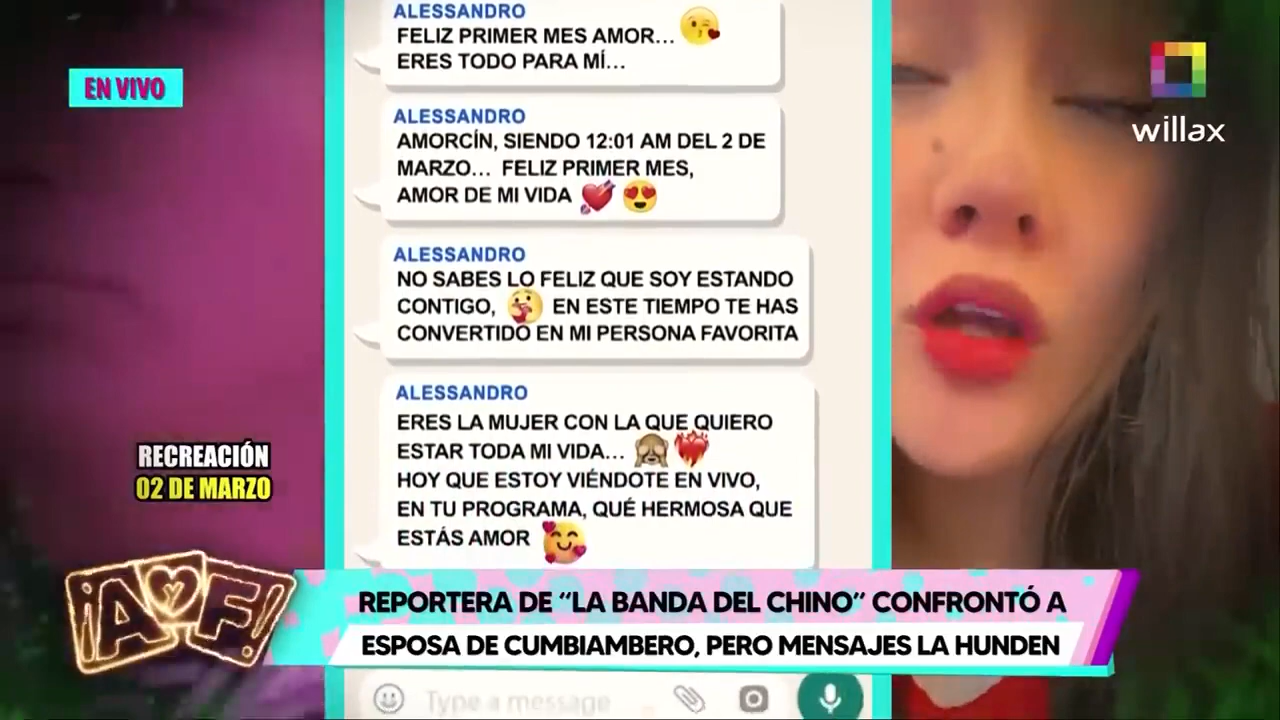 ALESSANDRO
FELIZ PRIMER MES AMOR...
ERES TODO PARA MÍ...
EN VIVO
willax
ALESSANDRO
AMORCÍN, SIENDO 12:01 AM DEL 2 DE
MARZO... FELIZ PRIMER MES,
AMOR DE MI VIDA
ALESSANDRO
NO SABES LO FELIZ QUE SOY ESTANDO
CONTIGO, EN ESTE TIEMPO TE HAS
CONVERTIDO EN MI PERSONA FAVORITA
ALESSANDRO
ERES LA MUJER CON LA QUE QUIERO
ESTAR TODA MI VIDA...
HOY QUE ESTOY VIÉNDOTE EN VIVO,
EN TU PROGRAMA, QUÉ HERMOSA QUE
ESTÁS AMOR
RECREACIÓN
02 DE MARZO
¡A F!
REPORTERA DE “LA BANDA DEL CHINO” CONFRONTÓ A
ESPOSA DE CUMBIAMBERO, PERO MENSAJES LA HUNDEN
Type a message